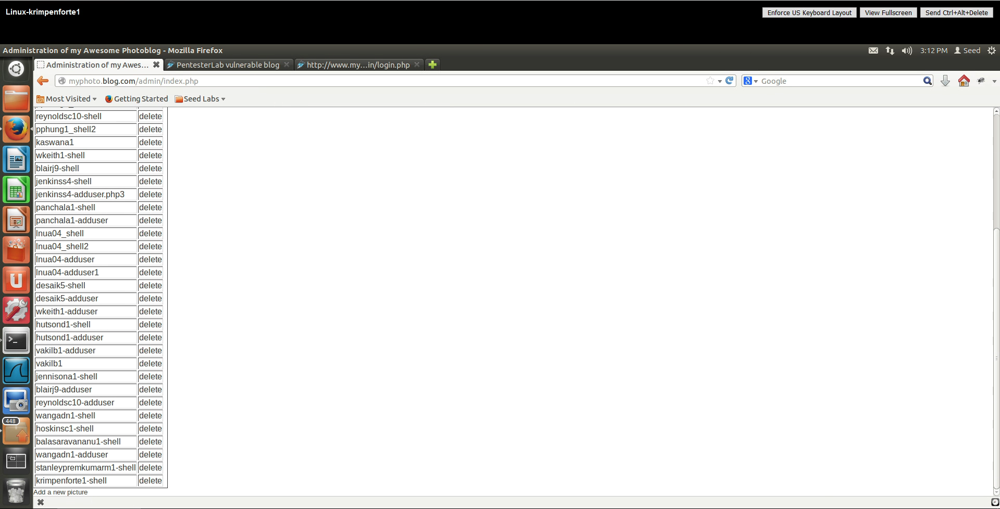 Linux-krimpenforte1
Enforce US Keyboard Layout View Fullscreen Send Ctrl+Alt+Delete
Administration of my Awesome Photoblog - Mozilla Firefox
3:12 PM Seed
Administration of my Awes... PentesterLab vulnerable blog http://www.my...in/login.php
myphoto.blog.com/admin/index.php
8 Google
Most Visited Getting Started Seed Labs
reynoldsc10-shell delete
pphung1_shell2 delete
kaswana1 delete
wkeith1-shell delete
blairj9-shell delete
jenkinss4-shell delete
jenkinss4-adduser.php3 delete
panchala1-shell delete
panchala1-adduser delete
lnua04_shell delete
lnua04_shell2 delete
lnua04-adduser delete
lnua04-adduser1 delete
desaik5-shell delete
desaik5-adduser delete
wkeith1-adduser delete
hutsond1-shell delete
hutsond1-adduser delete
vakilb1-adduser delete
vakilb1 delete
jennisona1-shell delete
blairj9-adduser delete
reynoldsc10-adduser delete
wangadn1-shell delete
448
hoskinsc1-shell delete
balasaravananu1-shell delete
wangadn1-adduser delete
stanleypremkumarm1-shell delete
krimpenforte1-shell delete
Add a new picture